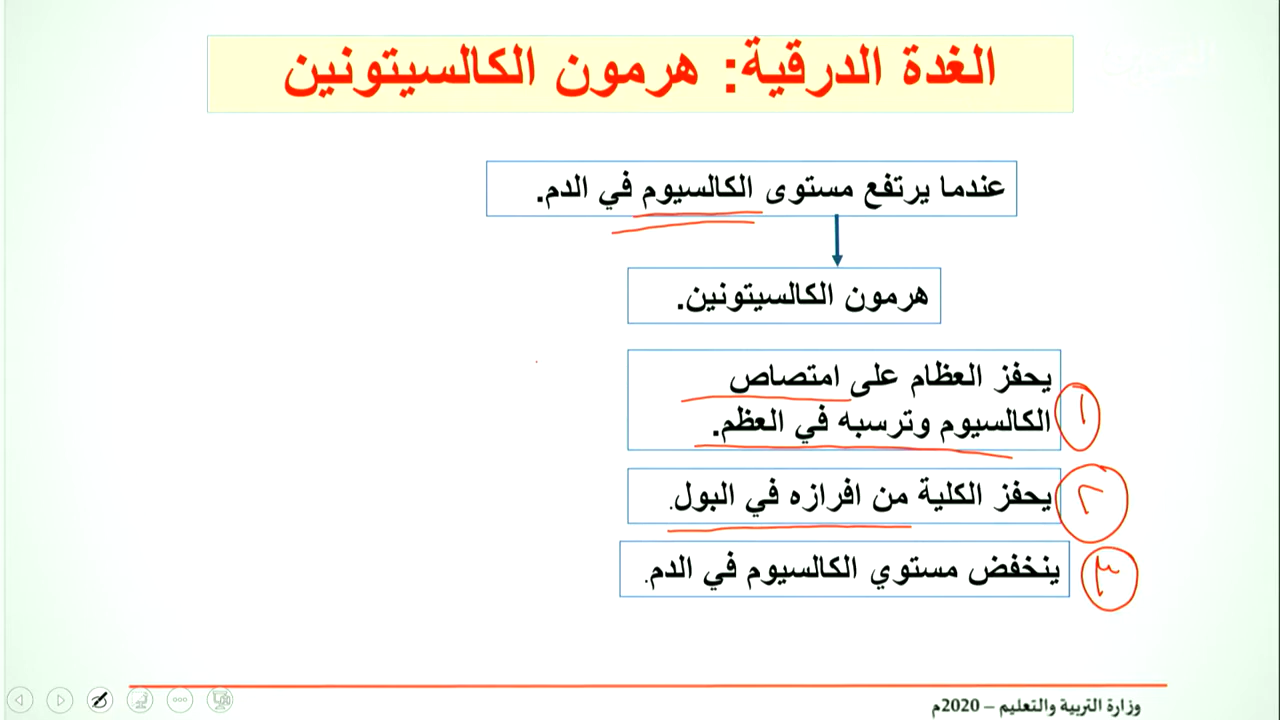 الغدة الدرقية: هرمون الكالسيتونين
عندما يرتفع مستوى الكالسيوم في الدم.
هرمون الكالسيتونين.
يحفز العظام على امتصاص
الكالسيوم وترسبه في العظم.
١
يحفز الكلية من افرازه في البول.
٢
ينخفض مستوي الكالسيوم في الدم.
٣
وزارة التربية والتعليم – 2020م